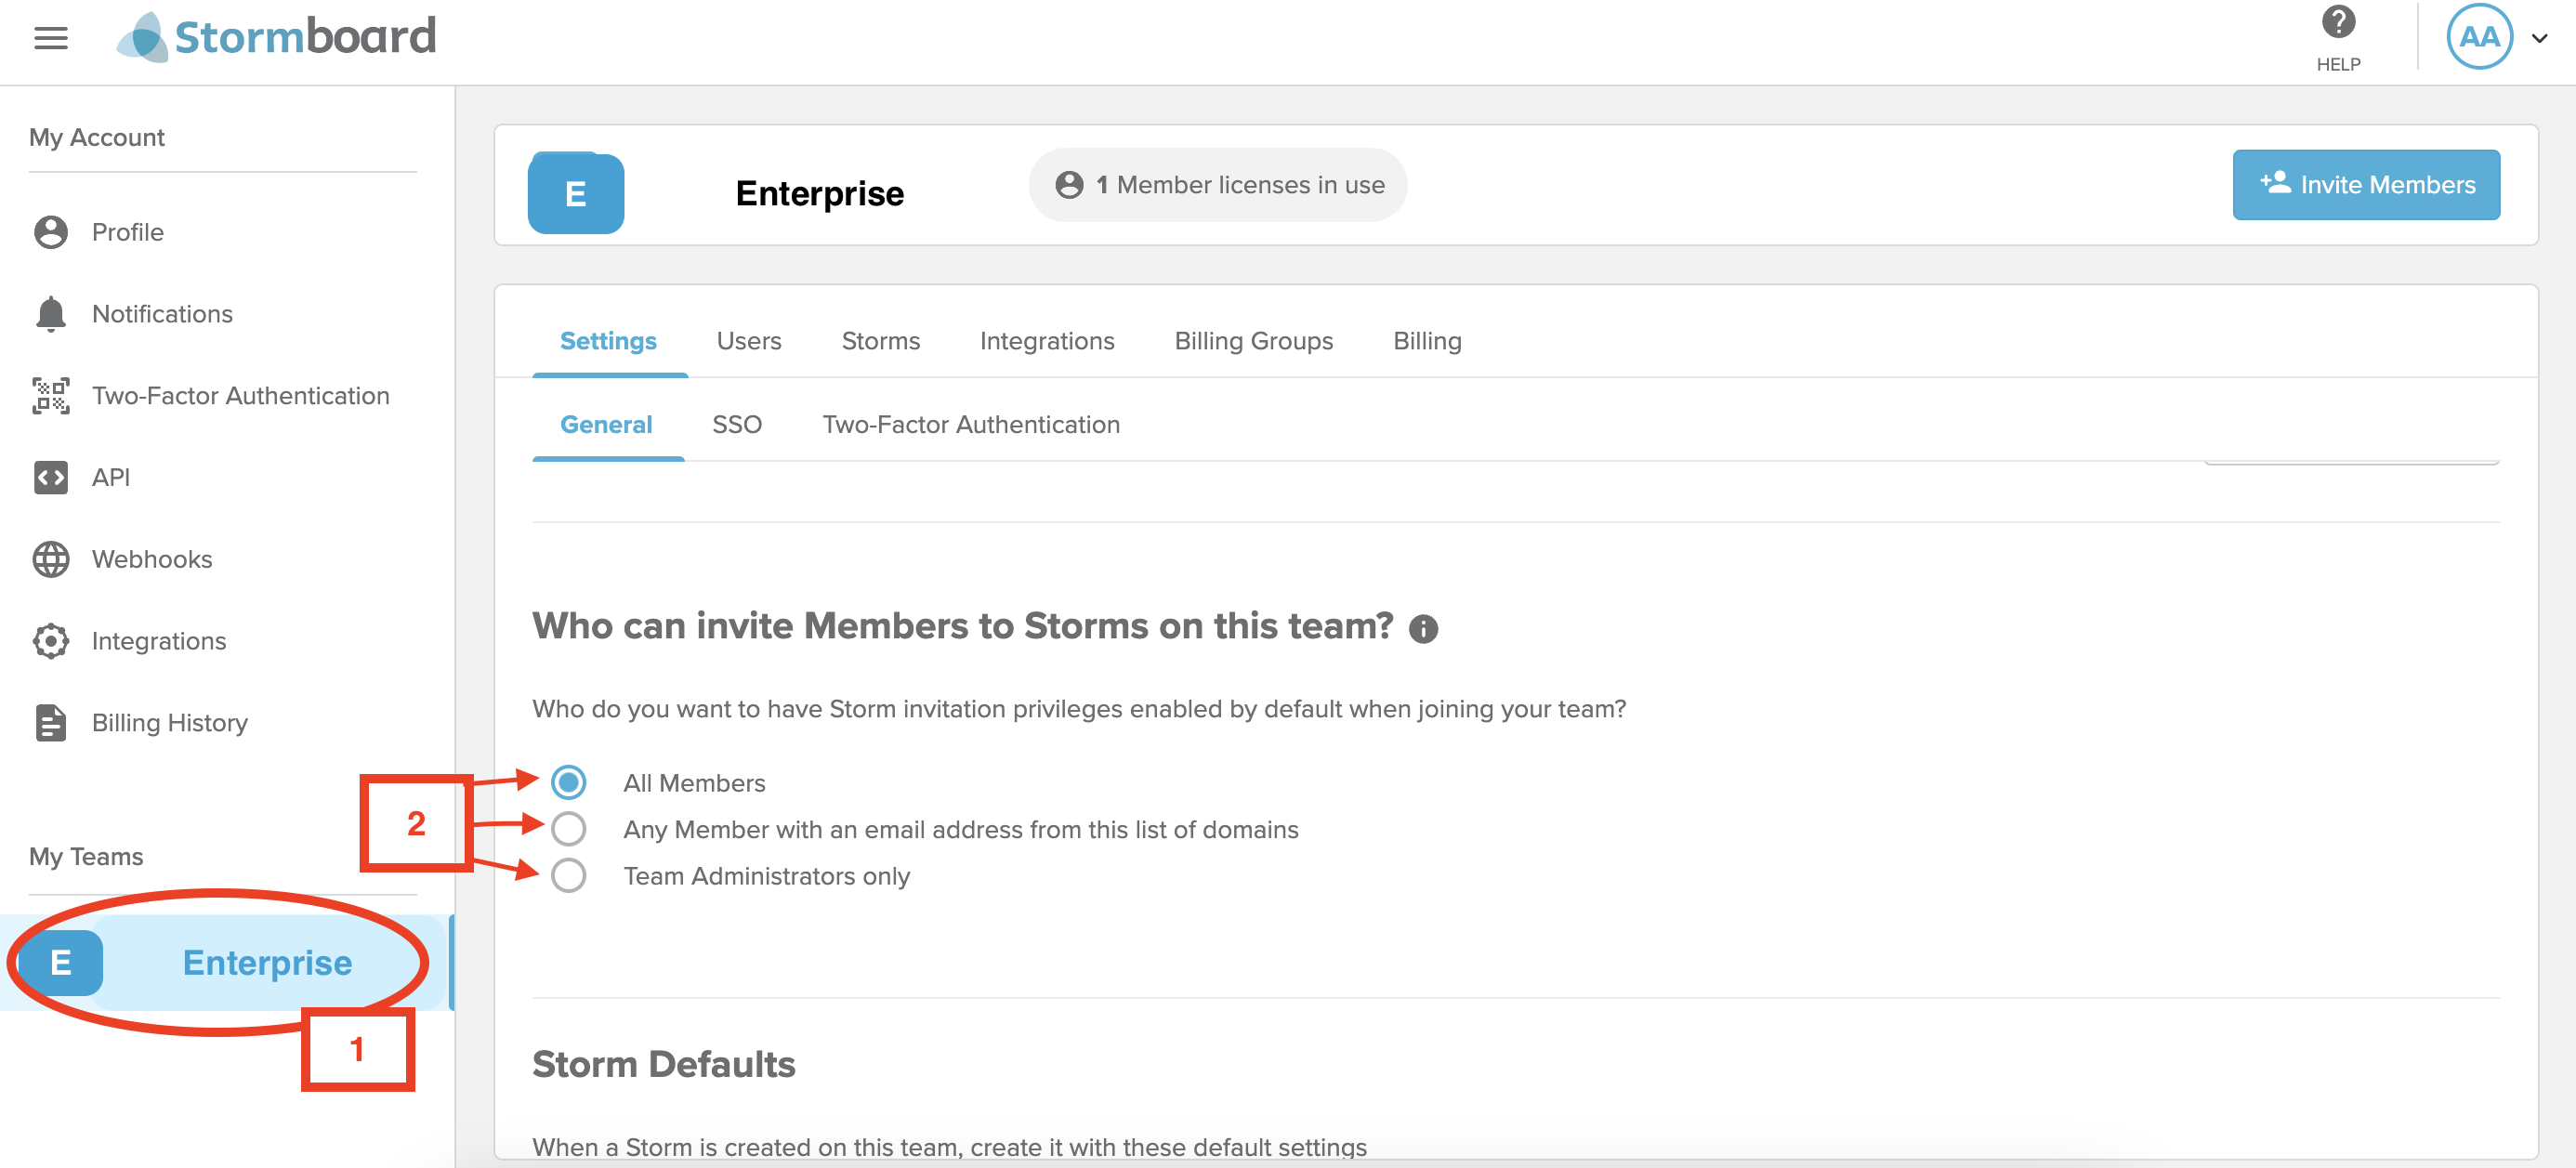 Stormboard
HELP
AA
My Account
Profile
Notifications
Two-Factor Authentication
API
Webhooks
Integrations
Billing History
My Teams
E Enterprise
1
E Enterprise 1 Member licenses in use Invite Members
Settings Users Storms Integrations Billing Groups Billing
General SSO Two-Factor Authentication
Who can invite Members to Storms on this team?
Who do you want to have Storm invitation privileges enabled by default when joining your team?
2
All Members
Any Member with an email address from this list of domains
Team Administrators only
Storm Defaults
When a Storm is created on this team, create it with these default settings